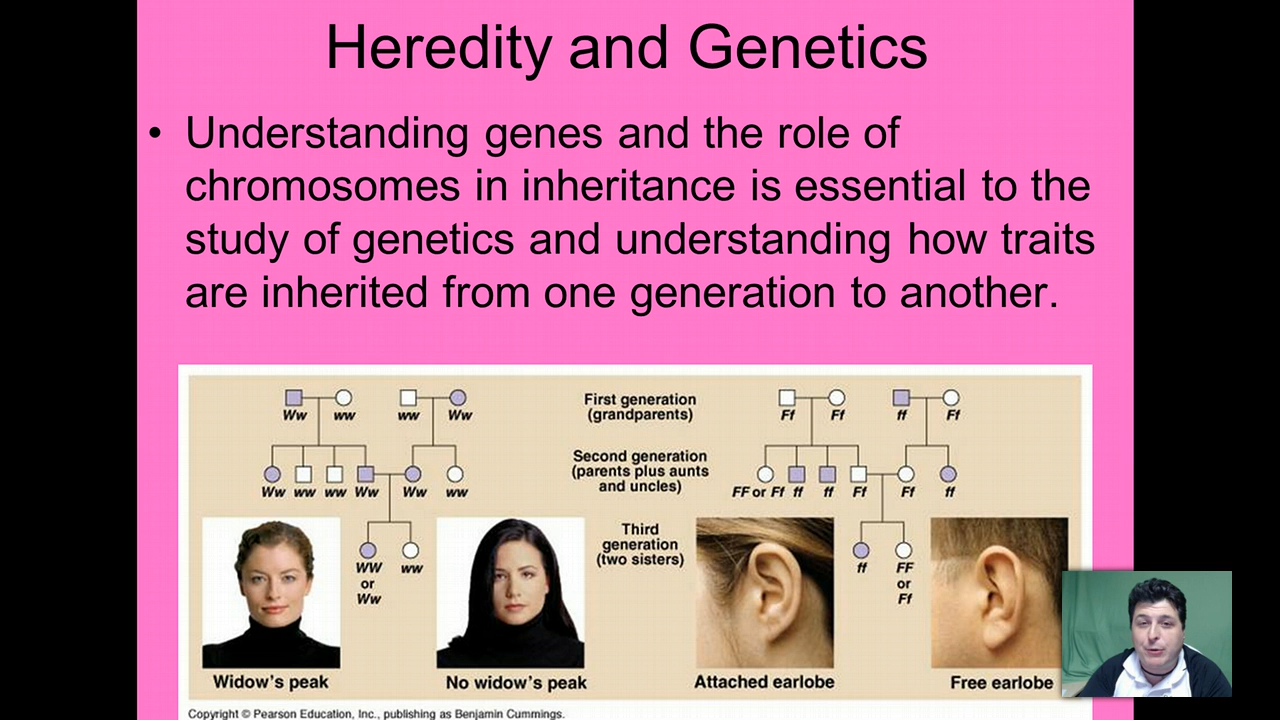 Heredity and Genetics
• Understanding genes and the role of
chromosomes in inheritance is essential to the
study of genetics and understanding how traits
are inherited from one generation to another.
Ww ww ww Ww
First generation
(grandparents)
Ff Ff ff Ff
Ww ww ww Ww Ww ww
Second generation
(parents plus aunts
and uncles)
FF or Ff ff ff Ff Ff ff
WW
or
Ww
ww
Third
generation
(two sisters)
ff
FF
or
Ff
Widow's peak
No widow's peak
Attached earlobe
Free earlobe
Copyright © Pearson Education, Inc., publishing as Benjamin Cummings.